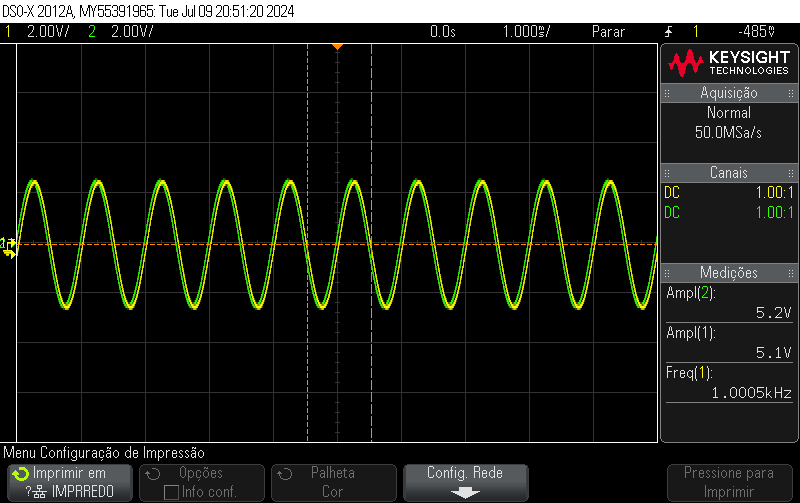 DSO-X 2012A, MY55391965: Tue Jul 09 20:51:20 2024
1 2.00V/ 2 2.00V/ 0.0s 1.000%/ Parar 1 -485%
KEYSIGHT
TECHNOLOGIES
Aquisição
Normal
50.0MSa/s
Canais
DC 1.00:1
DC 1.00:1
Medições
Ampl(2):
5.2V
Ampl(1):
5.1V
Freq(1):
1.0005kHz
Menu Configuração de Impressão
Imprimir em
? IMPRREDO
Opções
Info conf.
Palheta
Cor
Config. Rede
Pressione para
Imprimir